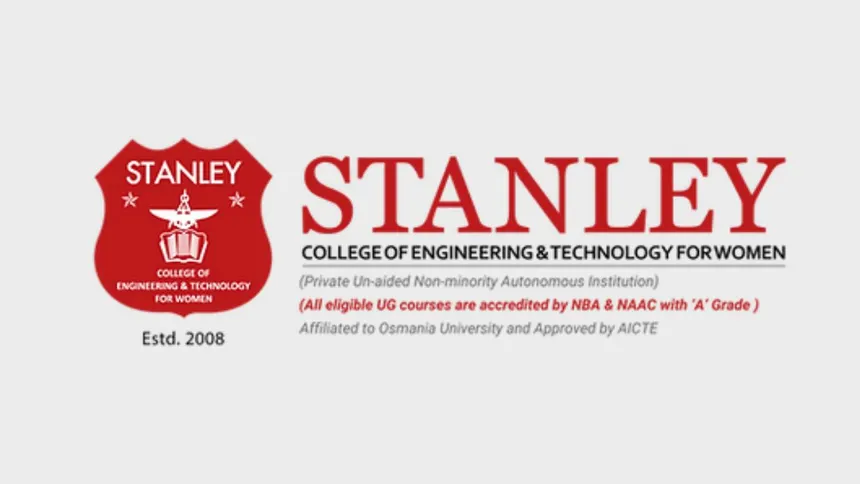 STANLEY
COLLEGE OF
ENGINEERING & TECHNOLOGY
FOR WOMEN
Estd. 2008
STANLEY
COLLEGE OF ENGINEERING & TECHNOLOGY FOR WOMEN
(Private Un-aided Non-minority Autonomous Institution)
(All eligible UG courses are accredited by NBA & NAAC with ‘A’ Grade )
Affiliated to Osmania University and Approved by AICTE